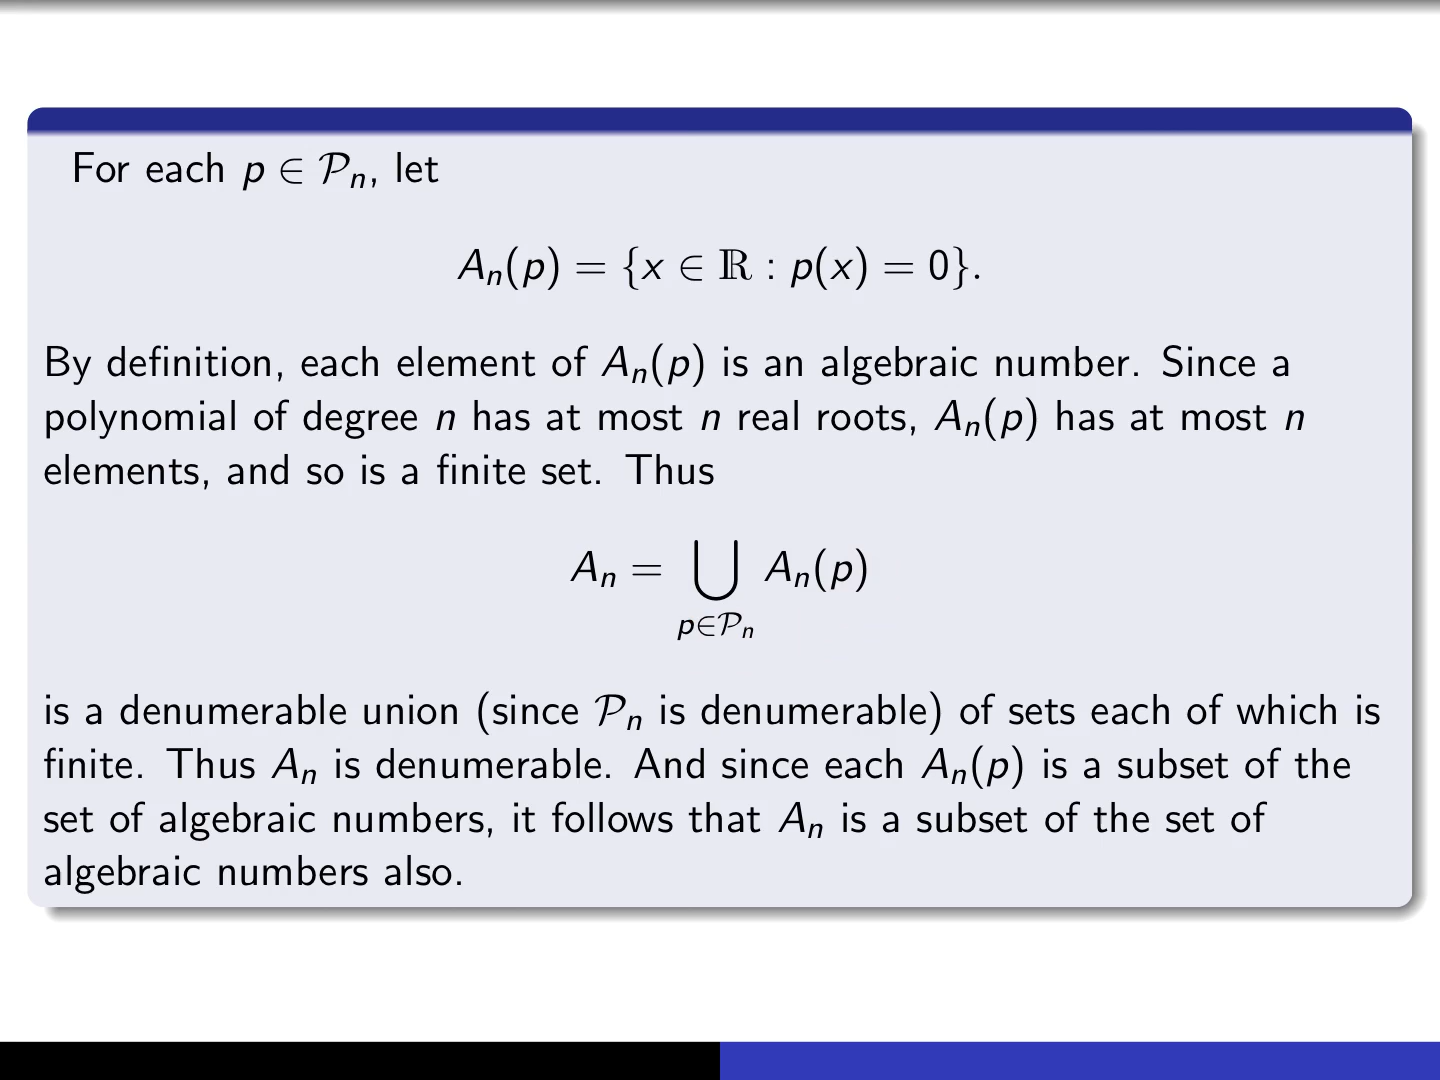 For each p ∈ 𝒫ₙ, let
Aₙ(p) = {x ∈ ℝ : p(x) = 0}.
By definition, each element of Aₙ(p) is an algebraic number. Since a
polynomial of degree n has at most n real roots, Aₙ(p) has at most n
elements, and so is a finite set. Thus
Aₙ = ⋃ Aₙ(p)
p∈𝒫ₙ
is a denumerable union (since 𝒫ₙ is denumerable) of sets each of which is
finite. Thus Aₙ is denumerable. And since each Aₙ(p) is a subset of the
set of algebraic numbers, it follows that Aₙ is a subset of the set of
algebraic numbers also.